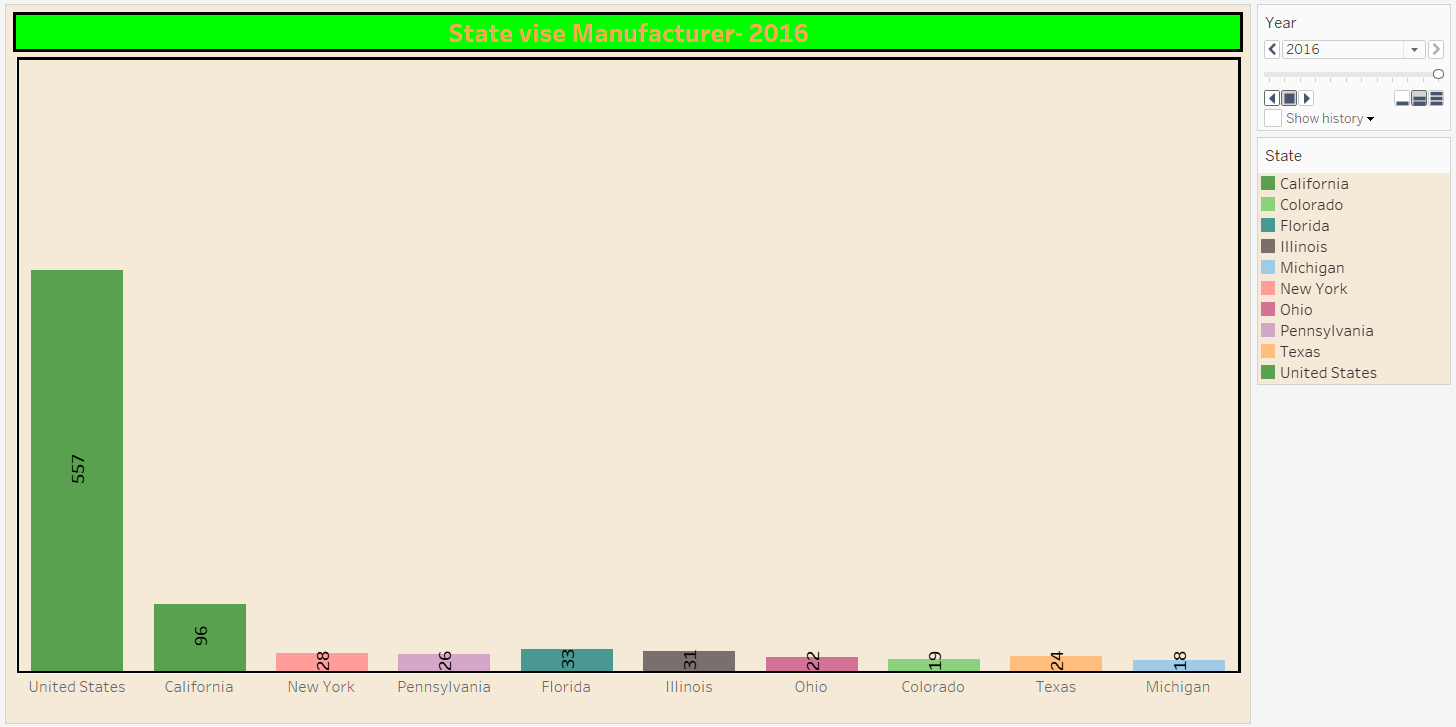 State vise Manufacturer- 2016
557
96
28
26
33
31
22
19
24
18
United States California New York Pennsylvania Florida Illinois Ohio Colorado Texas Michigan
Year
2016
Show history
State
California
Colorado
Florida
Illinois
Michigan
New York
Ohio
Pennsylvania
Texas
United States